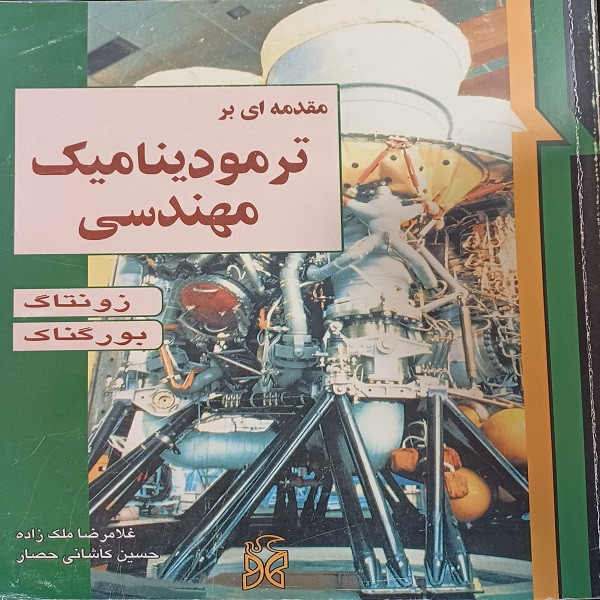 مقدمه ای بر
ترمودینامیک
مهندسی
زونتاگ
بورگناک
غلامرضا ملک زاده
حسین کاشانی حصار